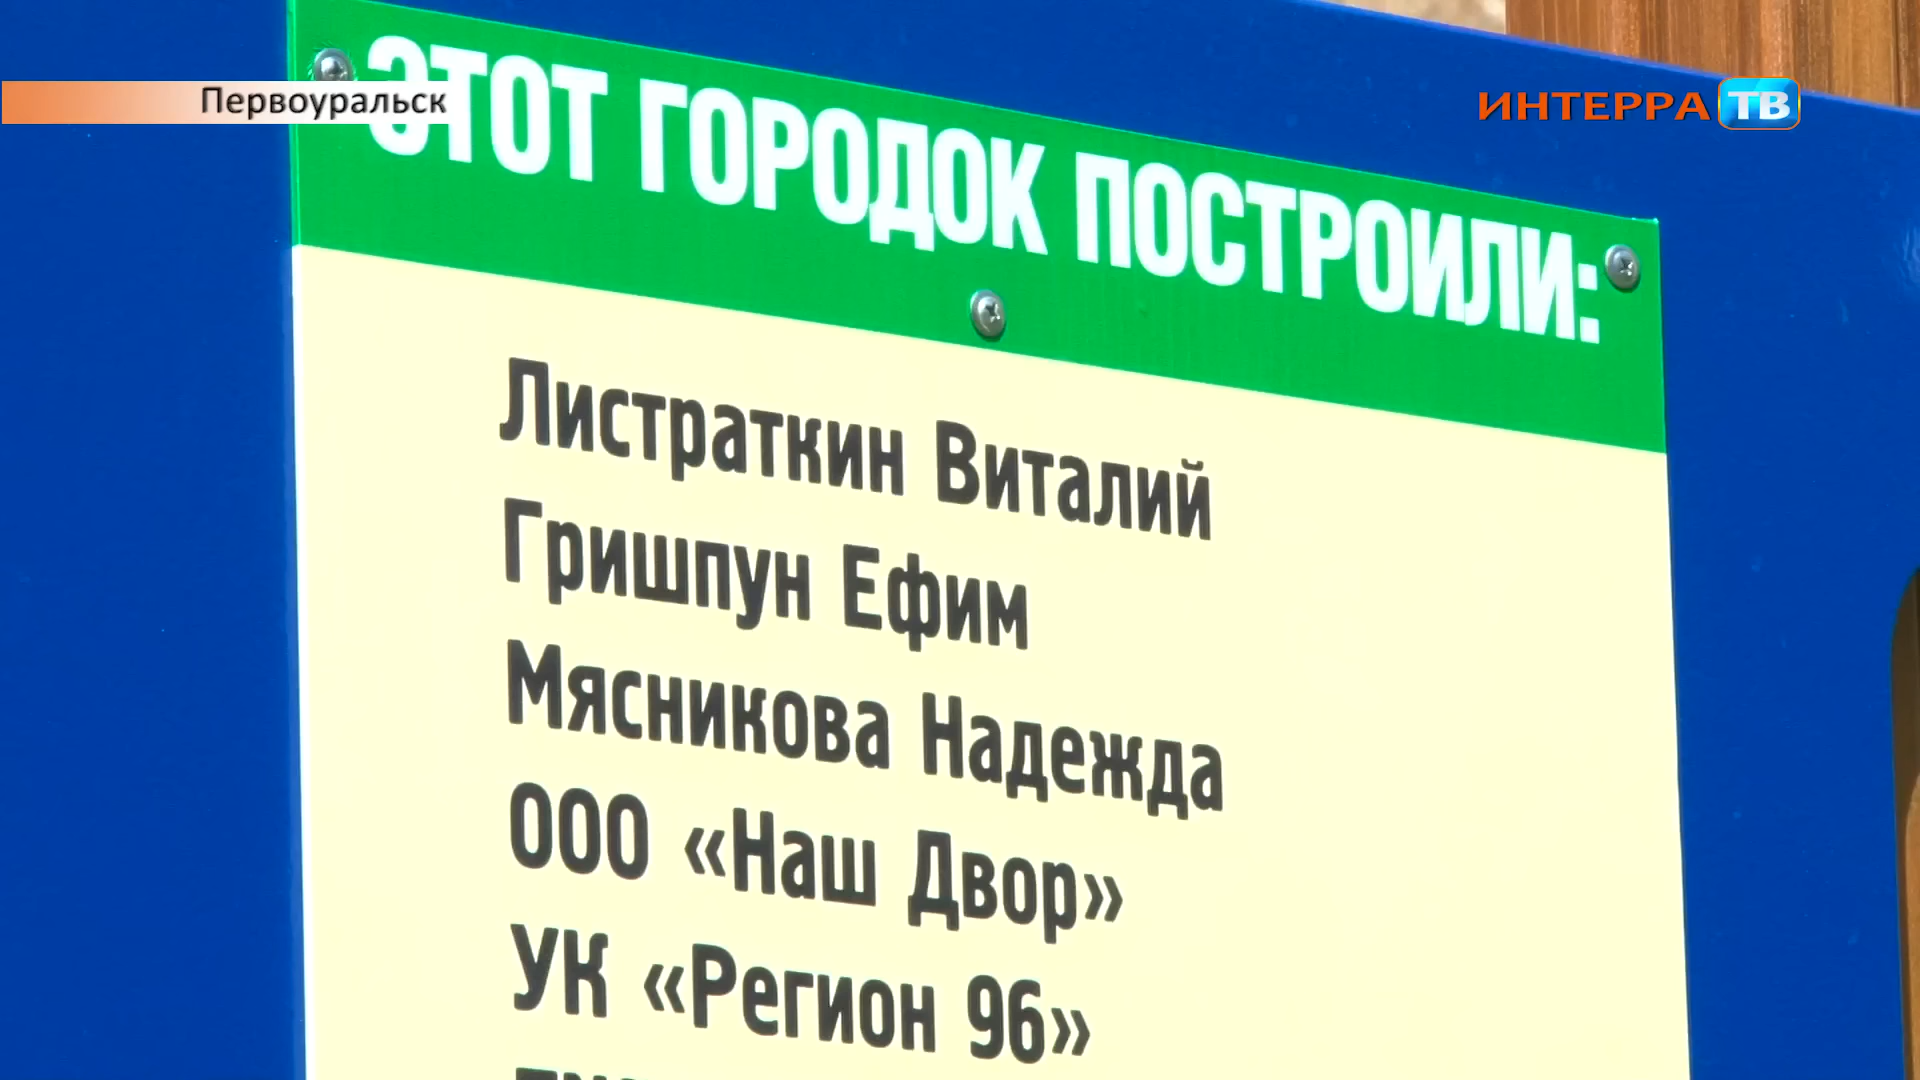 Первоуральск
ИНТЕРРА ТВ
ЭТОТ ГОРОДОК ПОСТРОИЛИ:
Листраткин Виталий
Гришпун Ефим
Мясникова Надежда
ООО «Наш Двор»
УК «Регион 96»